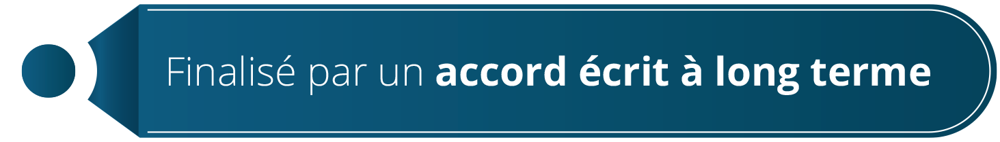 Finalisé par un accord écrit à long terme